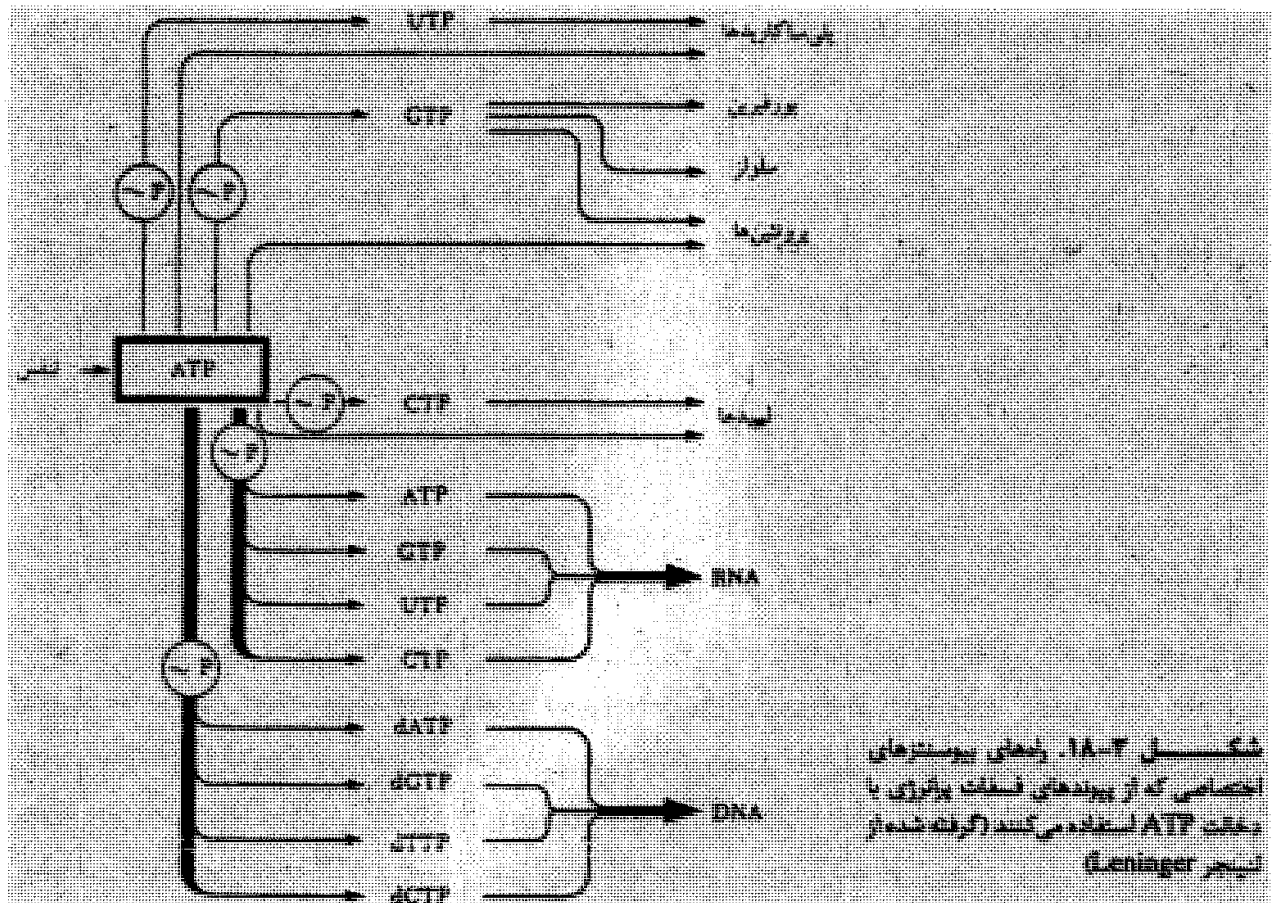 UTP
پلی‌ساکاریدها
GTP
سلولز
~ P ~ P
پروتئین‌ها
تنفس
ATP
~ P CTP
لیپیدها
~ P
ATP
GTP
RNA
UTP
CTP
~ P
dATP
dGTP
DNA
dTTP
dCTP
شکل ۳-۱۸. راههای بیوسنتزهای
اختصاصی که از پیوندهای فسفات پرانرژی با
دخالت ATP استفاده می‌کنند (گرفته شده از
لنینجر Leninger)